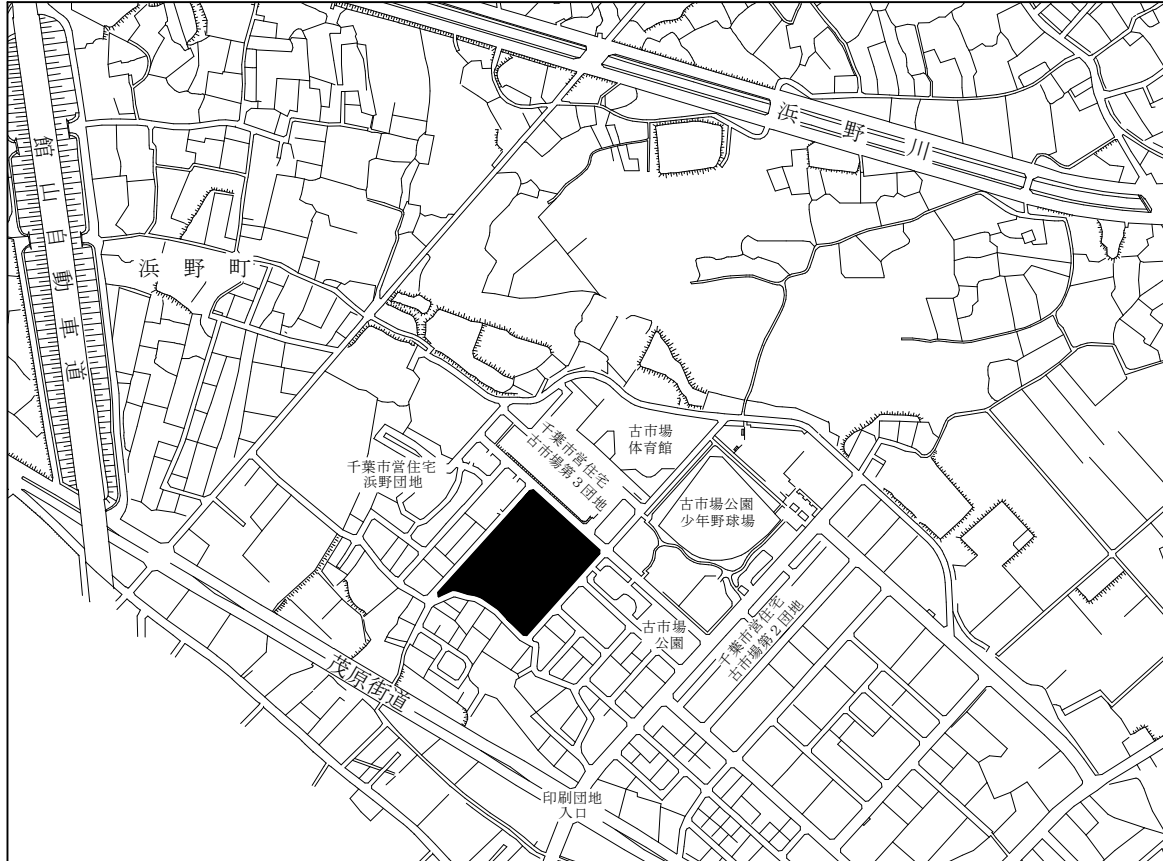 浜野川
館山自動車道
浜野町
千葉市営住宅
古市場第3団地
古市場
体育館
千葉市営住宅
浜野団地
古市場公園
少年野球場
古市場
公園
千葉市営住宅
古市場第2団地
茂原街道
印刷団地
入口